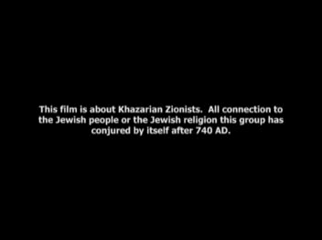 This film is about Khazarian Zionists. All connection to
the Jewish people or the Jewish religion this group has
conjured by itself after 740 AD.